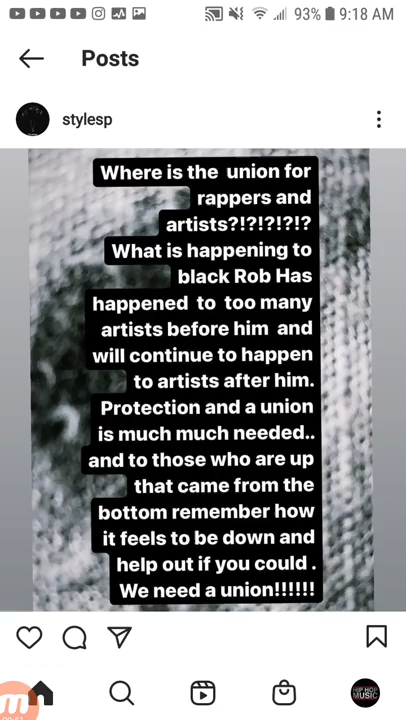 93% 9:18 AM
Posts
stylesp
Where is the union for
rappers and
artists?!?!?!?!?
What is happening to
black Rob Has
happened to too many
artists before him and
will continue to happen
to artists after him.
Protection and a union
is much much needed..
and to those who are up
that came from the
bottom remember how
it feels to be down and
help out if you could .
We need a union!!!!!!
HIP HOP
MUSIC